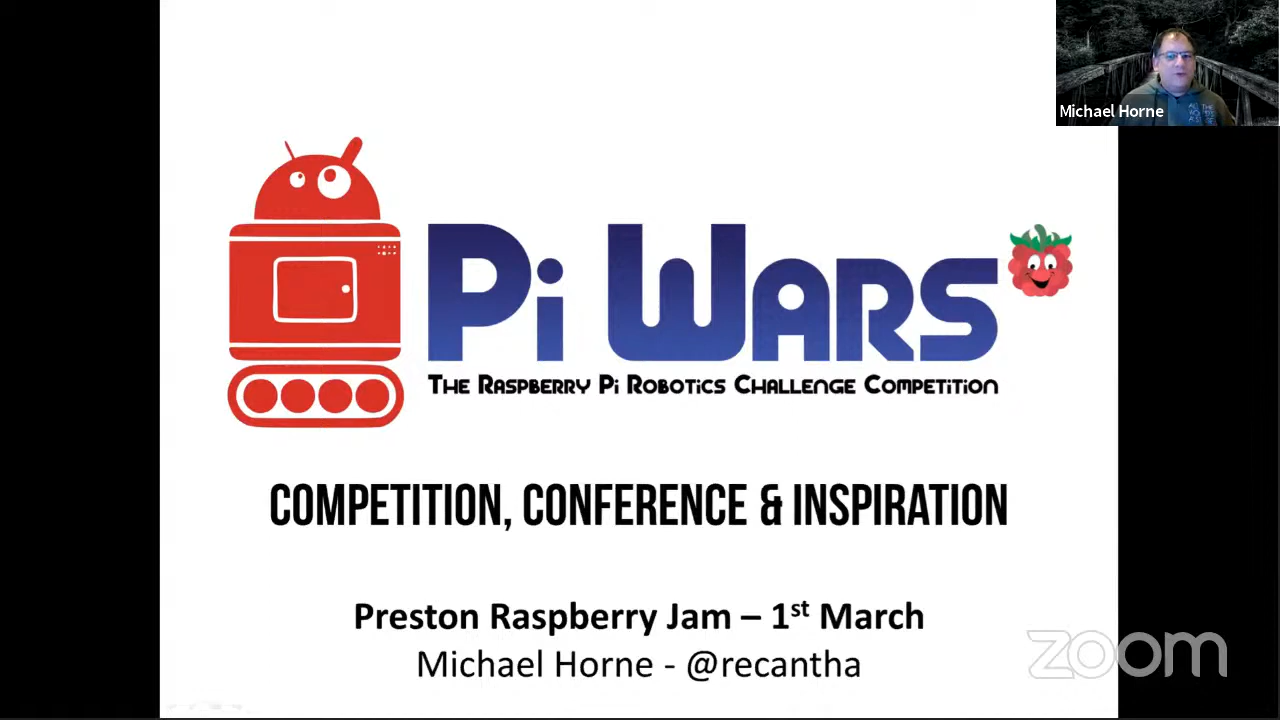 Michael Horne
Pi Wars
The Raspberry Pi Robotics Challenge Competition
COMPETITION, CONFERENCE & INSPIRATION
Preston Raspberry Jam – 1st March
Michael Horne - @recantha
zoom